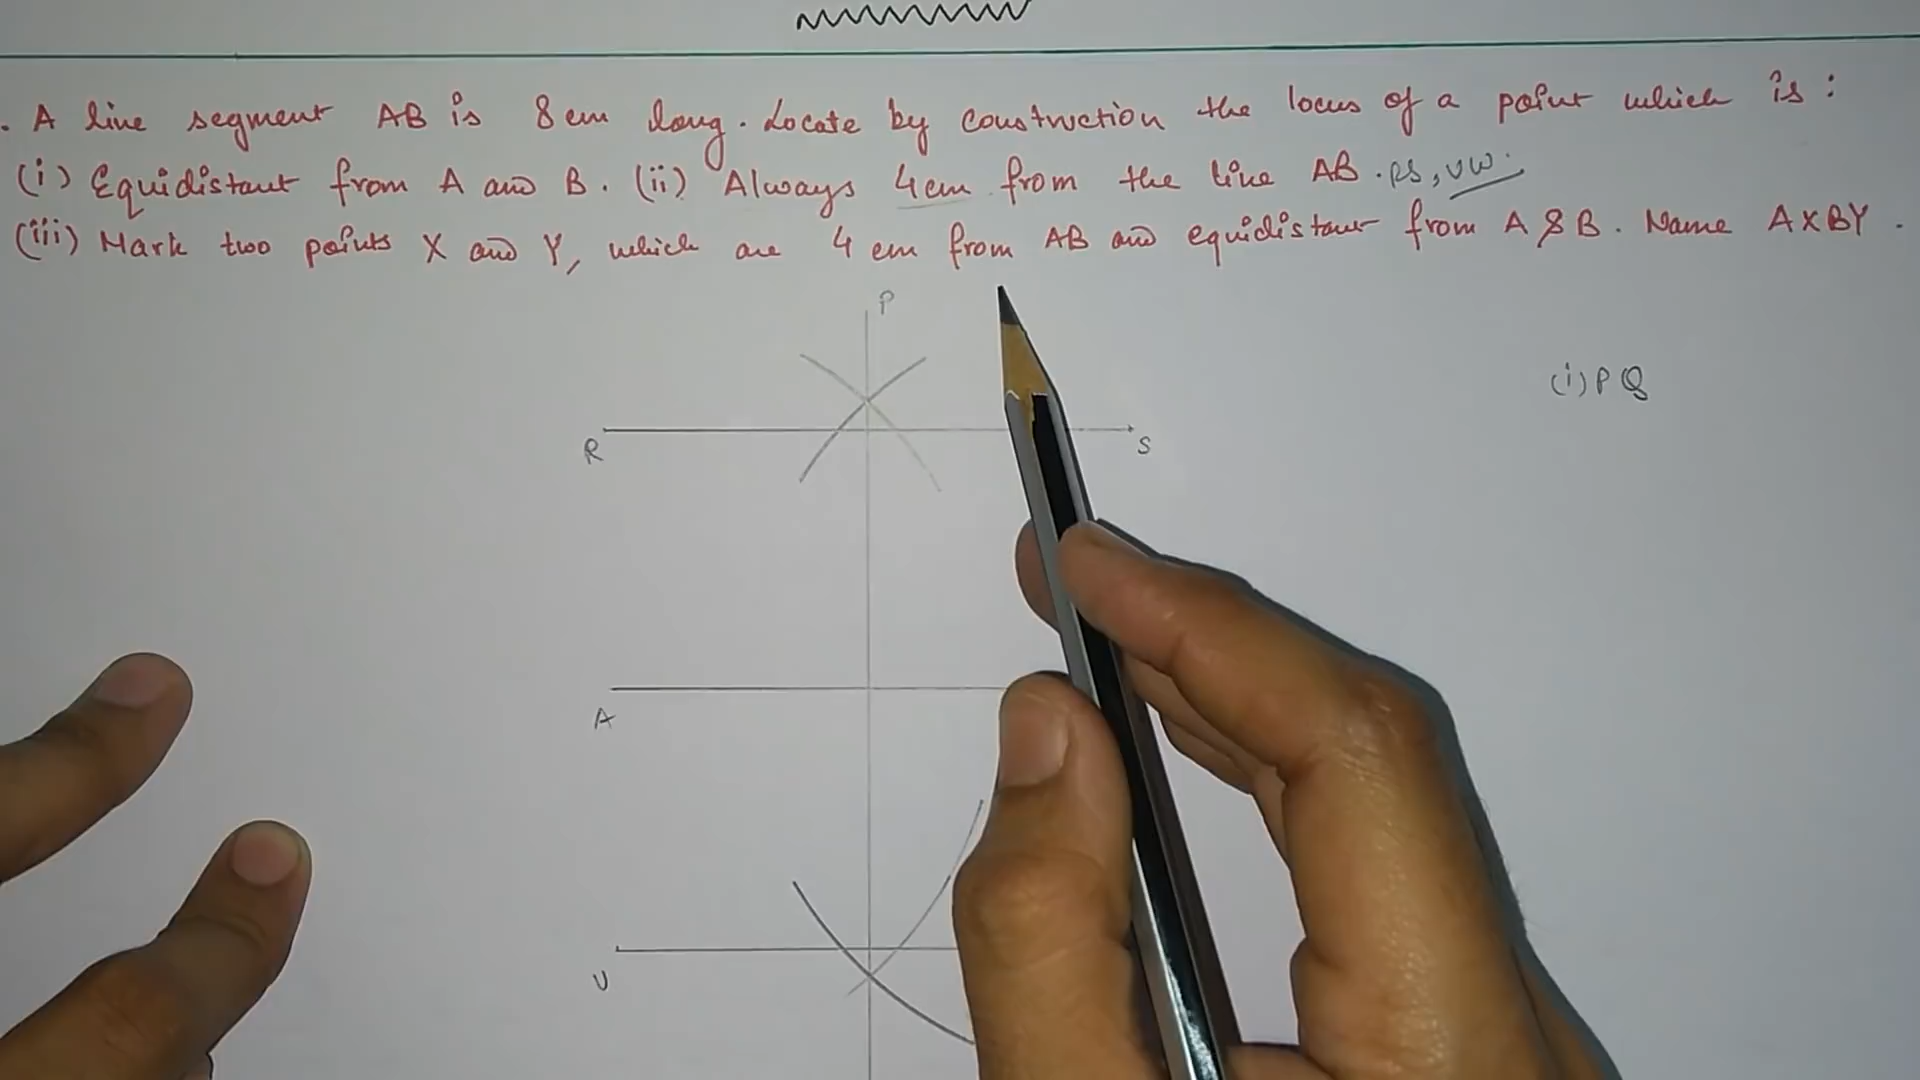 . A line segment AB is 8 cm long. Locate by construction the locus of a point which is :
(i) Equidistant from A and B. (ii) Always 4 cm from the line AB. RS, UW.
(iii) Mark two points X and Y, which are 4 cm from AB and equidistant from A & B. Name AXBY .
P
(i) PQ
R
S
A
U